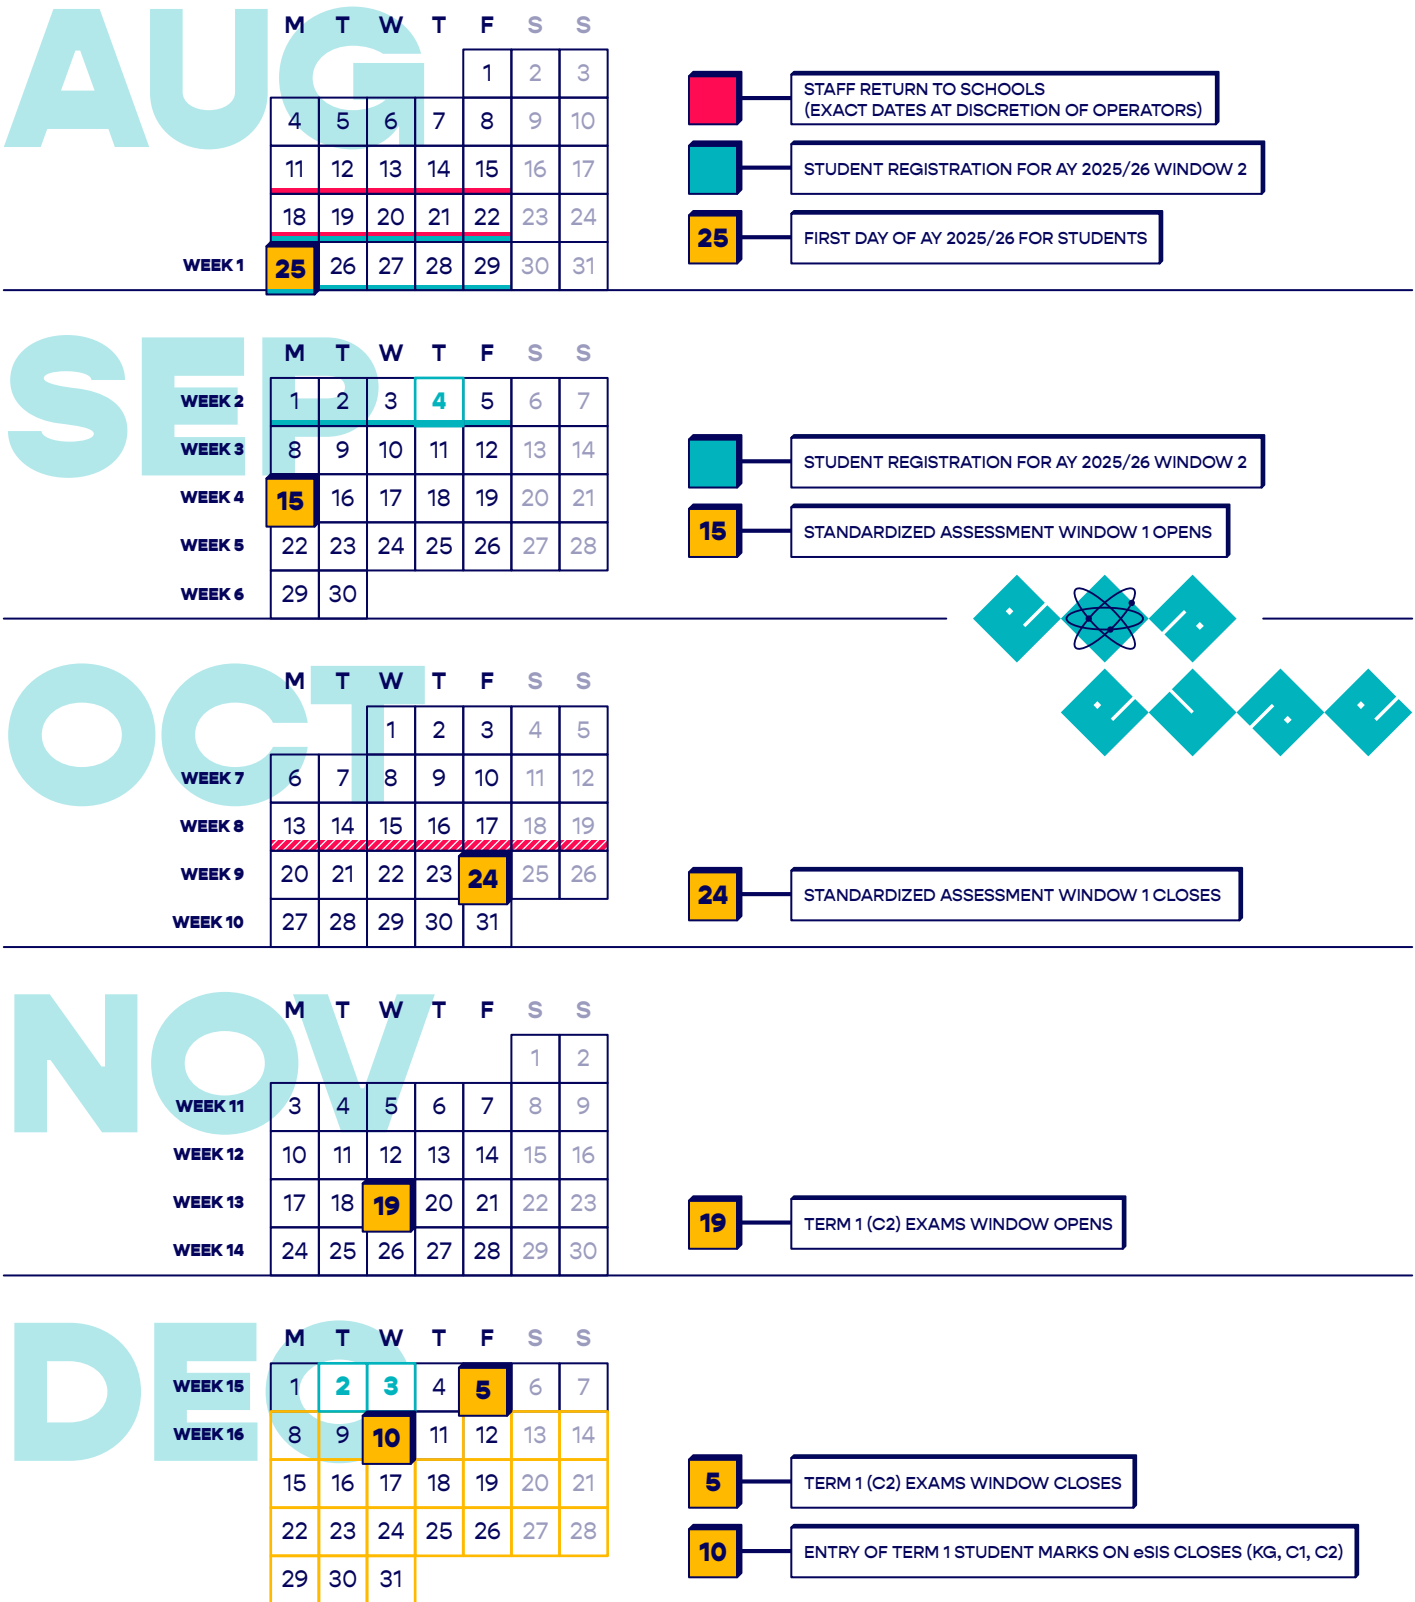 AUG
M T W T F S S
1 2 3
4 5 6 7 8 9 10
11 12 13 14 15 16 17
18 19 20 21 22 23 24
WEEK 1 25 26 27 28 29 30 31
STAFF RETURN TO SCHOOLS
(EXACT DATES AT DISCRETION OF OPERATORS)
STUDENT REGISTRATION FOR AY 2025/26 WINDOW 2
25 FIRST DAY OF AY 2025/26 FOR STUDENTS
SEP
M T W T F S S
WEEK 2 1 2 3 4 5 6 7
WEEK 3 8 9 10 11 12 13 14
WEEK 4 15 16 17 18 19 20 21
WEEK 5 22 23 24 25 26 27 28
WEEK 6 29 30
STUDENT REGISTRATION FOR AY 2025/26 WINDOW 2
15 STANDARDIZED ASSESSMENT WINDOW 1 OPENS
OCT
M T W T F S S
1 2 3 4 5
WEEK 7 6 7 8 9 10 11 12
WEEK 8 13 14 15 16 17 18 19
WEEK 9 20 21 22 23 24 25 26
WEEK 10 27 28 29 30 31
24 STANDARDIZED ASSESSMENT WINDOW 1 CLOSES
NOV
M T W T F S S
1 2
WEEK 11 3 4 5 6 7 8 9
WEEK 12 10 11 12 13 14 15 16
WEEK 13 17 18 19 20 21 22 23
WEEK 14 24 25 26 27 28 29 30
19 TERM 1 (C2) EXAMS WINDOW OPENS
DEC
M T W T F S S
WEEK 15 1 2 3 4 5 6 7
WEEK 16 8 9 10 11 12 13 14
15 16 17 18 19 20 21
22 23 24 25 26 27 28
29 30 31
5 TERM 1 (C2) EXAMS WINDOW CLOSES
10 ENTRY OF TERM 1 STUDENT MARKS ON eSIS CLOSES (KG, C1, C2)